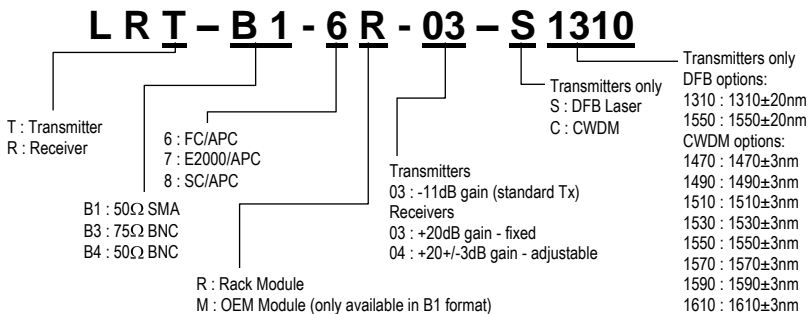 LRT – B1 - 6R - 03 – S1310
T : Transmitter
R : Receiver
B1 : 50Ω SMA
B3 : 75Ω BNC
B4 : 50Ω BNC
6 : FC/APC
7 : E2000/APC
8 : SC/APC
R : Rack Module
M : OEM Module (only available in B1 format)
Transmitters
03 : -11dB gain (standard Tx)
Receivers
03 : +20dB gain - fixed
04 : +20+/-3dB gain - adjustable
Transmitters only
S : DFB Laser
C : CWDM
Transmitters only
DFB options:
1310 : 1310±20nm
1550 : 1550±20nm
CWDM options:
1470 : 1470±3nm
1490 : 1490±3nm
1510 : 1510±3nm
1530 : 1530±3nm
1550 : 1550±3nm
1570 : 1570±3nm
1590 : 1590±3nm
1610 : 1610±3nm